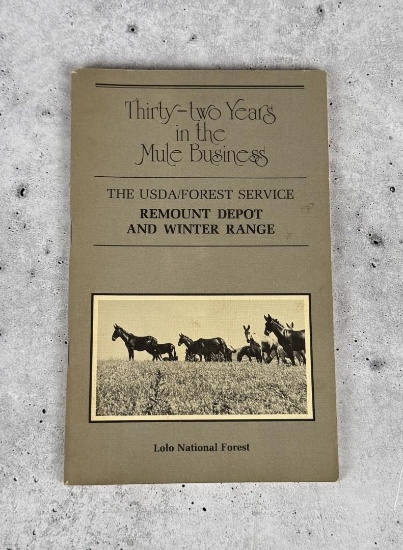 Thirty-two Years
in the
Mule Business
THE USDA/FOREST SERVICE
REMOUNT DEPOT
AND WINTER RANGE
Lolo National Forest